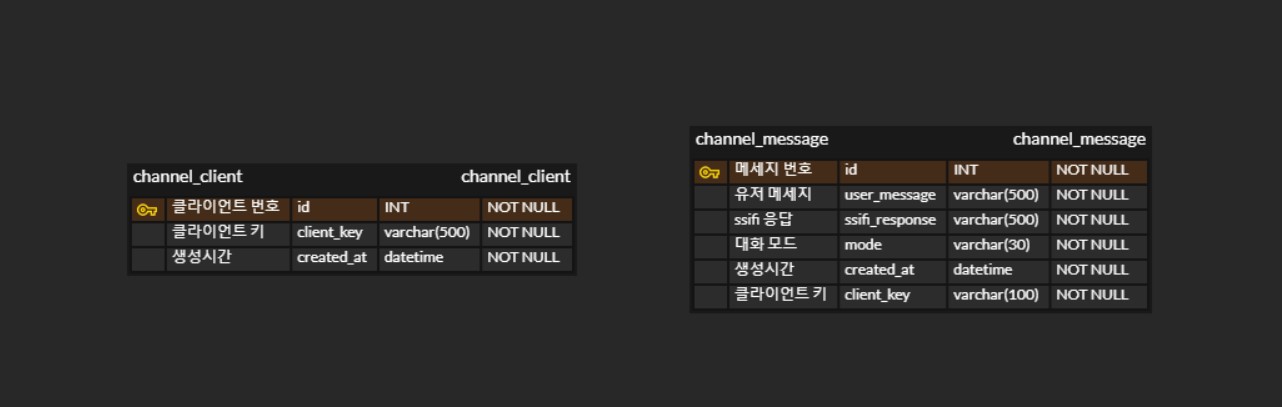 channel_client channel_client
클라이언트 번호 id INT NOT NULL
클라이언트 키 client_key varchar(500) NOT NULL
생성시간 created_at datetime NOT NULL
channel_message channel_message
메세지 번호 id INT NOT NULL
유저 메세지 user_message varchar(500) NOT NULL
ssifi 응답 ssifi_response varchar(500) NOT NULL
대화 모드 mode varchar(30) NOT NULL
생성시간 created_at datetime NOT NULL
클라이언트 키 client_key varchar(100) NOT NULL